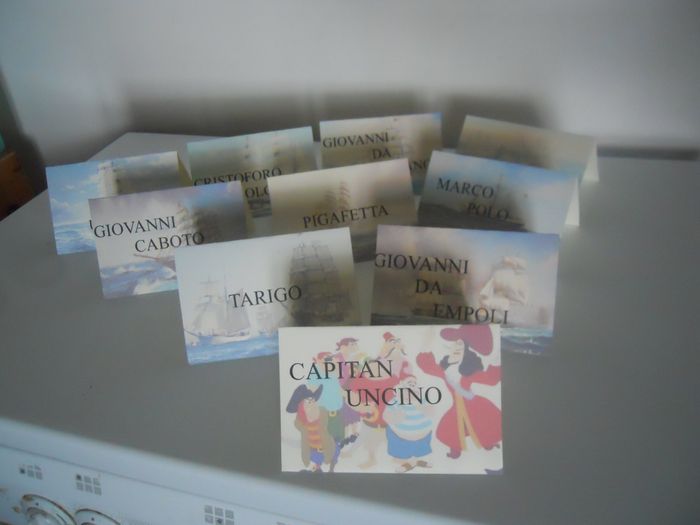 CRISTOFORO
GIOVANNI
DA
GIOVANNI
CABOTO
PIGAFETTA
MARCO
POLO
TARIGO
GIOVANNI
DA
EMPOLI
CAPITAN
UNCINO